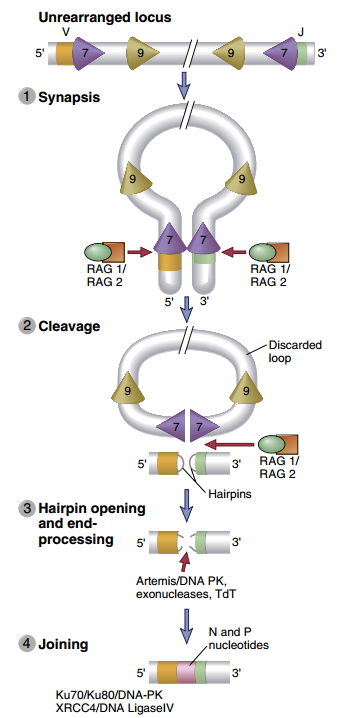 Unrearranged locus
V J
5' 7 9 9 7 3'
1 Synapsis
9 9
7 7
RAG 1/ RAG 1/
RAG 2 RAG 2
5' 3'
2 Cleavage
Discarded
loop
9 9
7 7
5' 3' RAG 1/
RAG 2
Hairpins
3 Hairpin opening
and end-
processing
5' 3'
Artemis/DNA PK,
exonucleases, TdT
4 Joining
N and P
nucleotides
5' 3'
Ku70/Ku80/DNA-PK
XRCC4/DNA LigaseIV